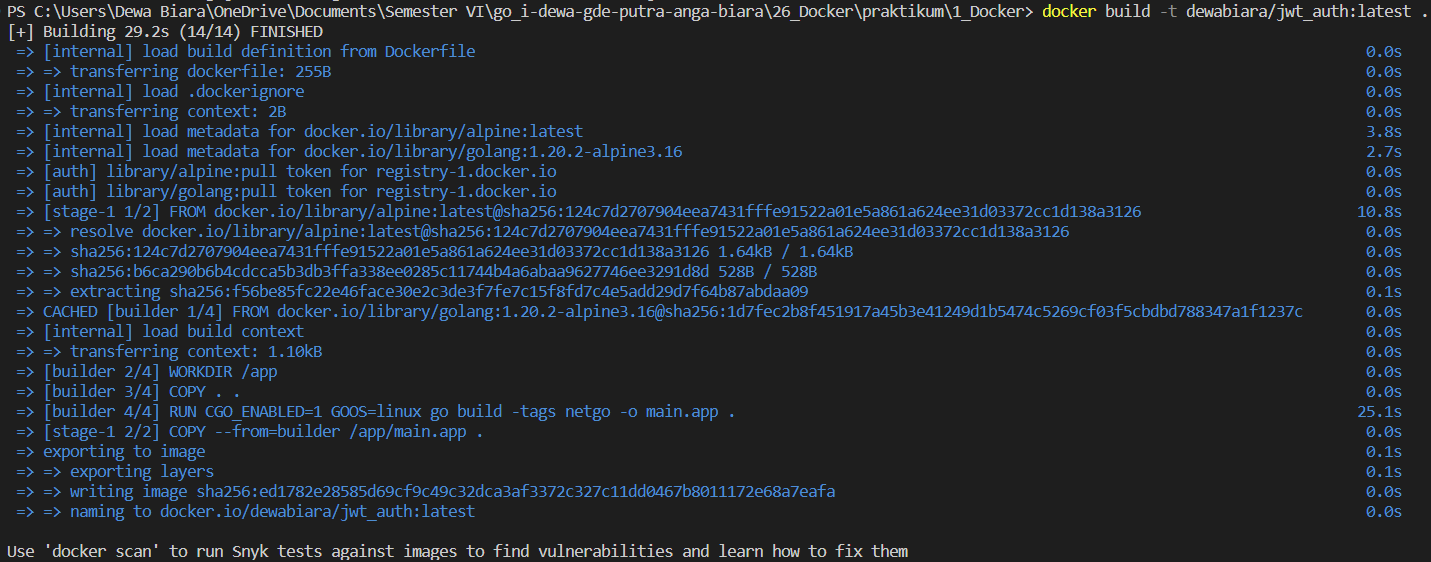 PS C:\Users\Dewa Biara\OneDrive\Documents\Semester VI\go_i-dewa-gde-putra-anga-biara\26_Docker\praktikum\1_Docker> docker build -t dewabiara/jwt_auth:latest .
[+] Building 29.2s (14/14) FINISHED
=> [internal] load build definition from Dockerfile 0.0s
=> => transferring dockerfile: 255B 0.0s
=> [internal] load .dockerignore 0.0s
=> => transferring context: 2B 0.0s
=> [internal] load metadata for docker.io/library/alpine:latest 3.8s
=> [internal] load metadata for docker.io/library/golang:1.20.2-alpine3.16 2.7s
=> [auth] library/alpine:pull token for registry-1.docker.io 0.0s
=> [auth] library/golang:pull token for registry-1.docker.io 0.0s
=> [stage-1 1/2] FROM docker.io/library/alpine:latest@sha256:124c7d2707904eea7431fffe91522a01e5a861a624ee31d03372cc1d138a3126 10.8s
=> => resolve docker.io/library/alpine:latest@sha256:124c7d2707904eea7431fffe91522a01e5a861a624ee31d03372cc1d138a3126 0.0s
=> => sha256:124c7d2707904eea7431fffe91522a01e5a861a624ee31d03372cc1d138a3126 1.64kB / 1.64kB 0.0s
=> => sha256:b6ca290b6b4cdcca5b3db3ffa338ee0285c11744b4a6abaa9627746ee3291d8d 528B / 528B 0.0s
=> => extracting sha256:f56be85fc22e46face30e2c3de3f7fe7c15f8fd7c4e5add29d7f64b87abdaa09 0.1s
=> CACHED [builder 1/4] FROM docker.io/library/golang:1.20.2-alpine3.16@sha256:1d7fec2b8f451917a45b3e41249d1b5474c5269cf03f5cbdbd788347a1f1237c 0.0s
=> [internal] load build context 0.0s
=> => transferring context: 1.10kB 0.0s
=> [builder 2/4] WORKDIR /app 0.0s
=> [builder 3/4] COPY . . 0.0s
=> [builder 4/4] RUN CGO_ENABLED=1 GOOS=linux go build -tags netgo -o main.app . 25.1s
=> [stage-1 2/2] COPY --from=builder /app/main.app . 0.0s
=> exporting to image 0.1s
=> => exporting layers 0.1s
=> => writing image sha256:ed1782e28585d69cf9c49c32dca3af3372c327c11dd0467b8011172e68a7eafa 0.0s
=> => naming to docker.io/dewabiara/jwt_auth:latest 0.0s
Use 'docker scan' to run Snyk tests against images to find vulnerabilities and learn how to fix them